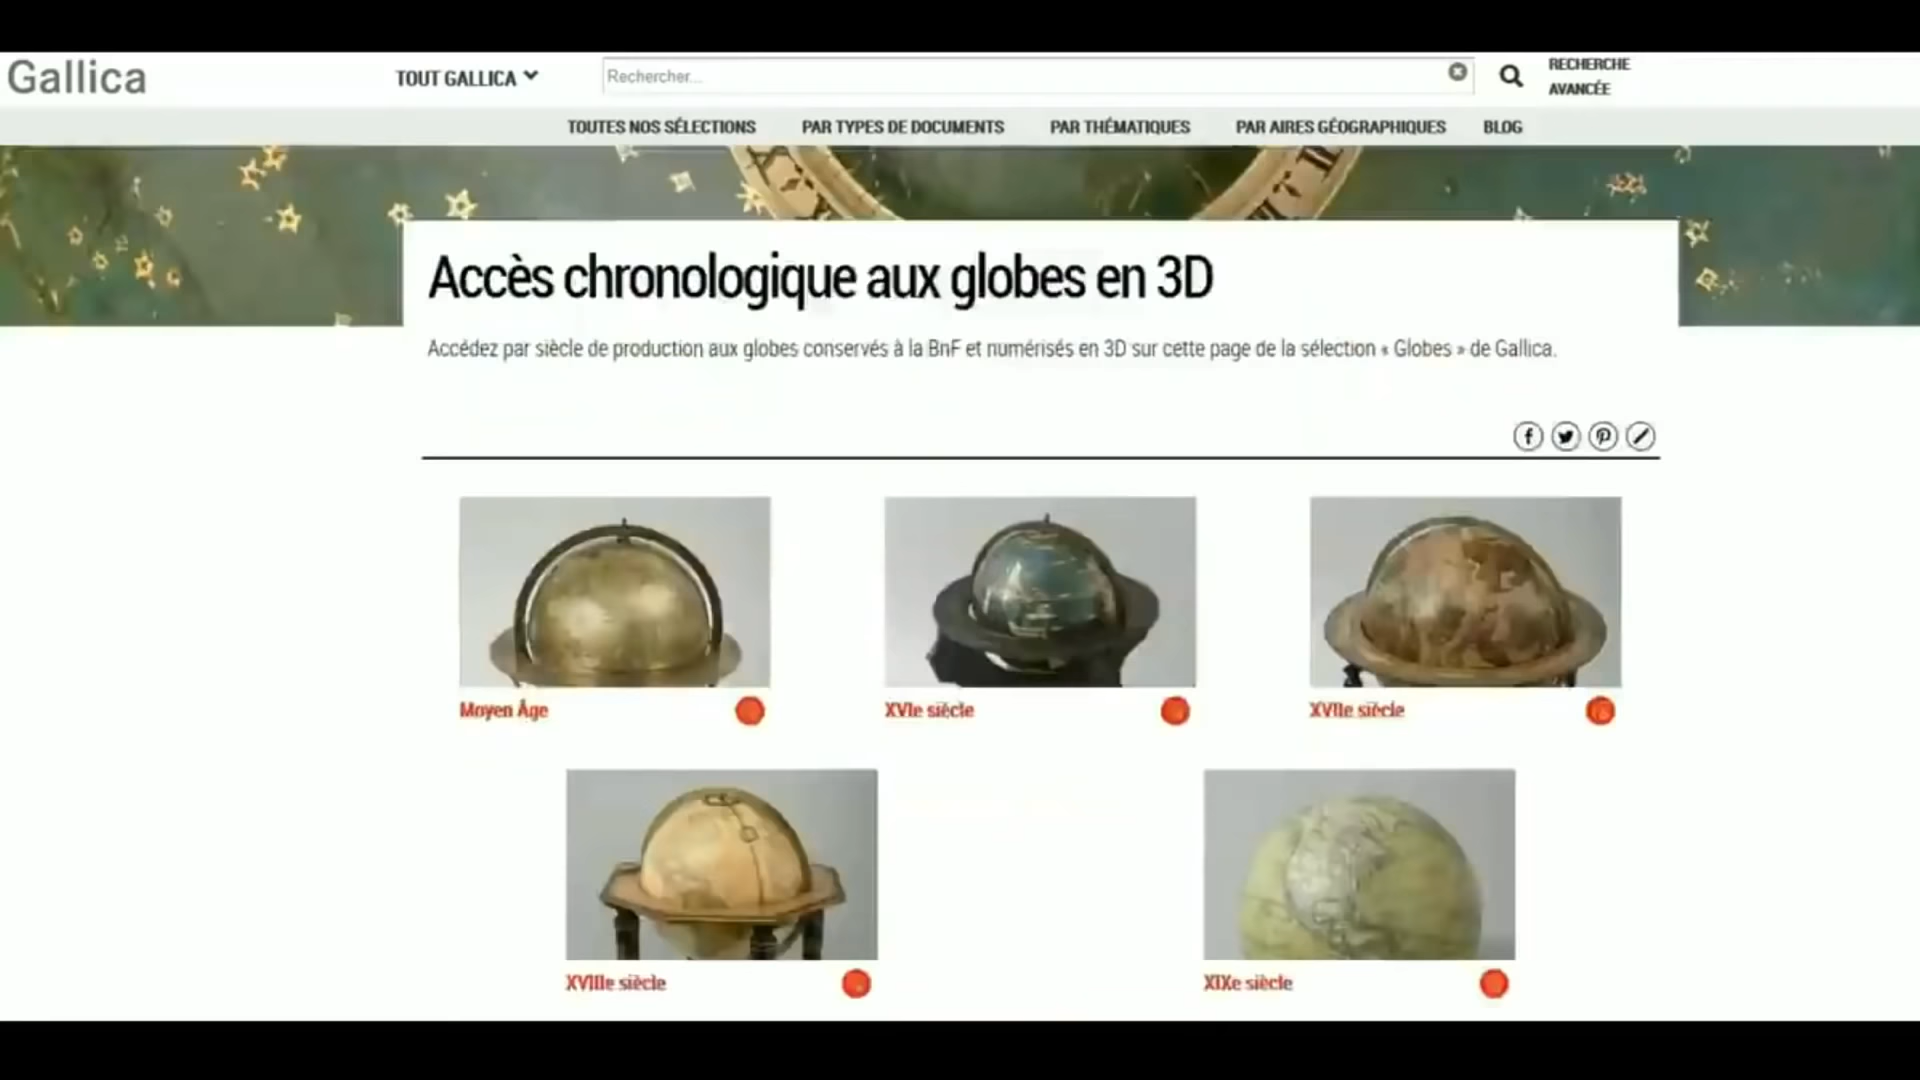 Gallica
TOUT GALLICA
Rechercher...
RECHERCHE
AVANCÉE
TOUTES NOS SÉLECTIONS PAR TYPES DE DOCUMENTS PAR THÉMATIQUES PAR AIRES GÉOGRAPHIQUES BLOG
Accès chronologique aux globes en 3D
Accédez par siècle de production aux globes conservés à la BnF et numérisés en 3D sur cette page de la sélection « Globes » de Gallica.
Moyen Âge
XVIe siècle
XVIIe siècle
XVIIIe siècle
XIXe siècle